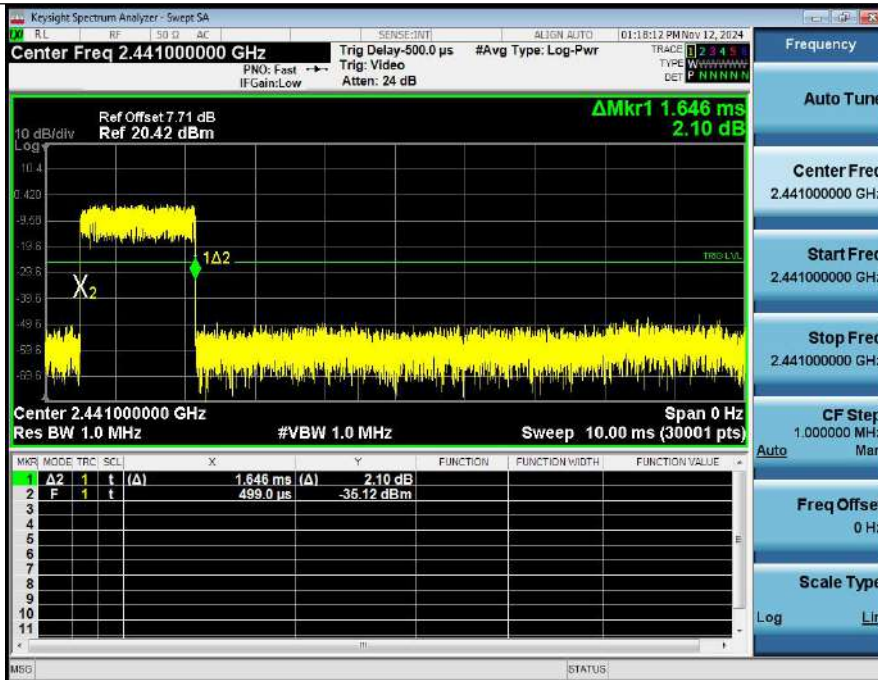 Keysight Spectrum Analyzer - Swept SA
RL RF 50 Ω AC SENSE:INT ALIGN AUTO 01:18:12 PM Nov 12, 2024
Center Freq 2.441000000 GHz
PNO: Fast
IFGain:Low
Trig Delay-500.0 µs
Trig: Video
Atten: 24 dB
#Avg Type: Log-Pwr
TRACE 1 2 3 4 5 6
TYPE WWWWWW
DET P N N N N N
Ref Offset 7.71 dB
Ref 20.42 dBm
10 dB/div
Log
ΔMkr1 1.646 ms
2.10 dB
10.4
0.420
-9.58
-19.6
-29.6
-39.6
-49.6
-59.6
-69.6
1Δ2
X2
TRIG LVL
Center 2.441000000 GHz Span 0 Hz
Res BW 1.0 MHz #VBW 1.0 MHz Sweep 10.00 ms (30001 pts)
MKR MODE TRC SCL X Y FUNCTION FUNCTION WIDTH FUNCTION VALUE
1 Δ2 1 t (Δ) 1.646 ms (Δ) 2.10 dB
2 F 1 t 499.0 µs -35.12 dBm
3
4
5
6
7
8
9
10
11
MSG STATUS
Frequency
Auto Tune
Center Freq
2.441000000 GHz
Start Freq
2.441000000 GHz
Stop Freq
2.441000000 GHz
CF Step
1.000000 MHz
Auto Man
Freq Offset
0 Hz
Scale Type
Log Lin